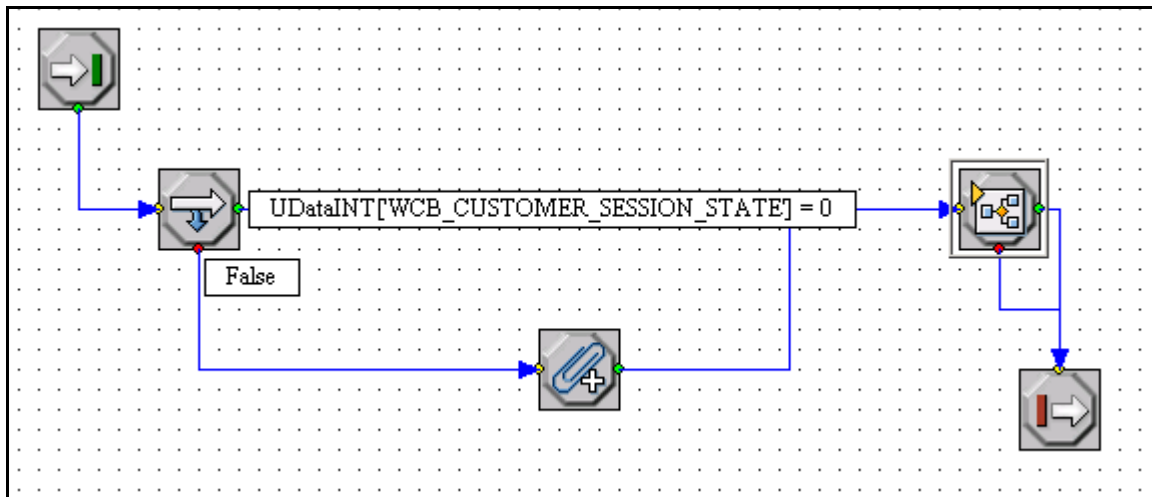 UDataINT['WCB_CUSTOMER_SESSION_STATE'] = 0
False